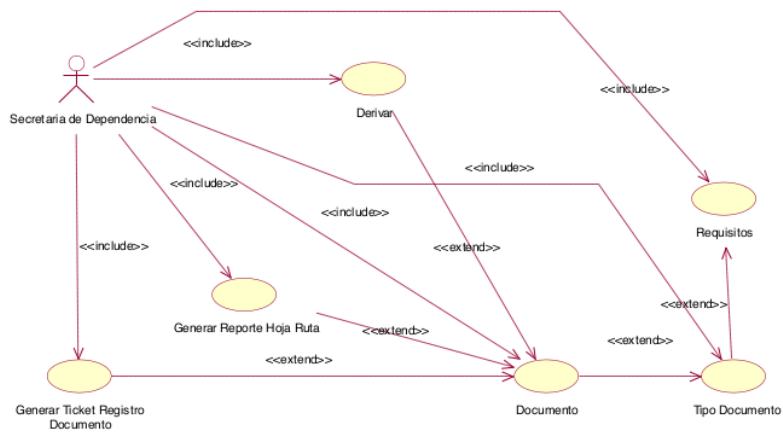 <<include>>
<<include>>
Secretaria de Dependencia
Derivar
<<include>>
<<include>>
<<include>>
<<include>>
Requisitos
<<include>>
<<extend>>
<<extend>>
Generar Reporte Hoja Ruta
<<extend>>
<<extend>>
<<extend>>
Generar Ticket Registro
Documento
Documento
Tipo Documento